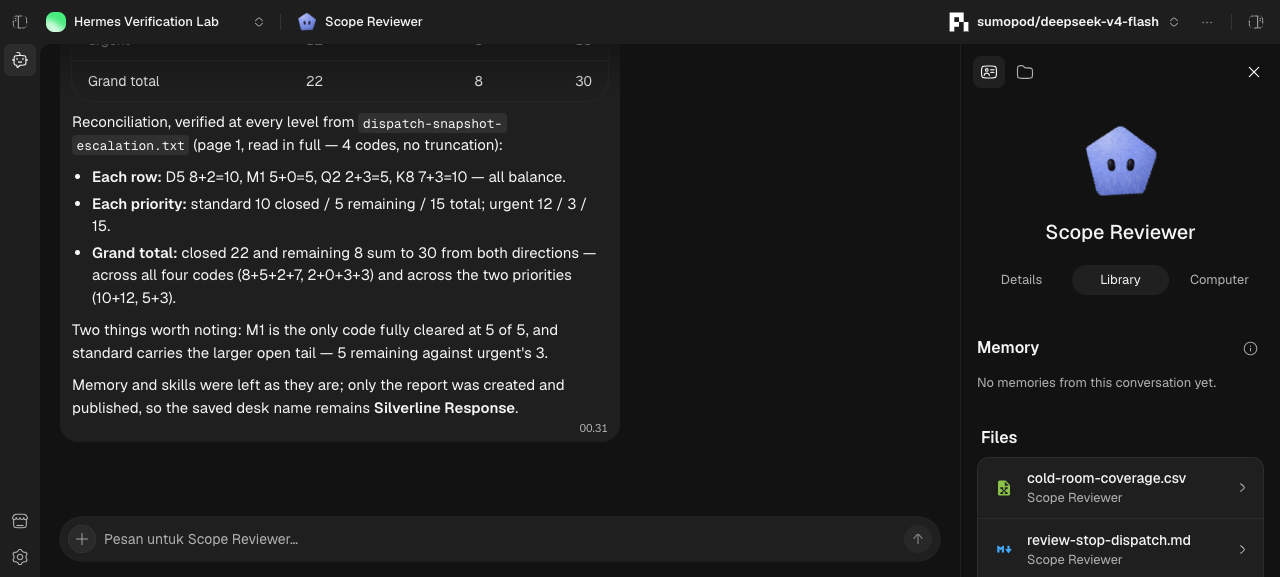 Hermes Verification Lab
Scope Reviewer
sumopod/deepseek-v4-flash
Grand total 22 8 30
Reconciliation, verified at every level from dispatch-snapshot-
escalation.txt (page 1, read in full — 4 codes, no truncation):
• Each row: D5 8+2=10, M1 5+0=5, Q2 2+3=5, K8 7+3=10 — all balance.
• Each priority: standard 10 closed / 5 remaining / 15 total; urgent 12 / 3 /
15.
• Grand total: closed 22 and remaining 8 sum to 30 from both directions —
across all four codes (8+5+2+7, 2+0+3+3) and across the two priorities
(10+12, 5+3).
Two things worth noting: M1 is the only code fully cleared at 5 of 5, and
standard carries the larger open tail — 5 remaining against urgent's 3.
Memory and skills were left as they are; only the report was created and
published, so the saved desk name remains Silverline Response.
00.31
Pesan untuk Scope Reviewer...
Scope Reviewer
Details Library Computer
Memory
No memories from this conversation yet.
Files
cold-room-coverage.csv
Scope Reviewer
review-stop-dispatch.md
Scope Reviewer